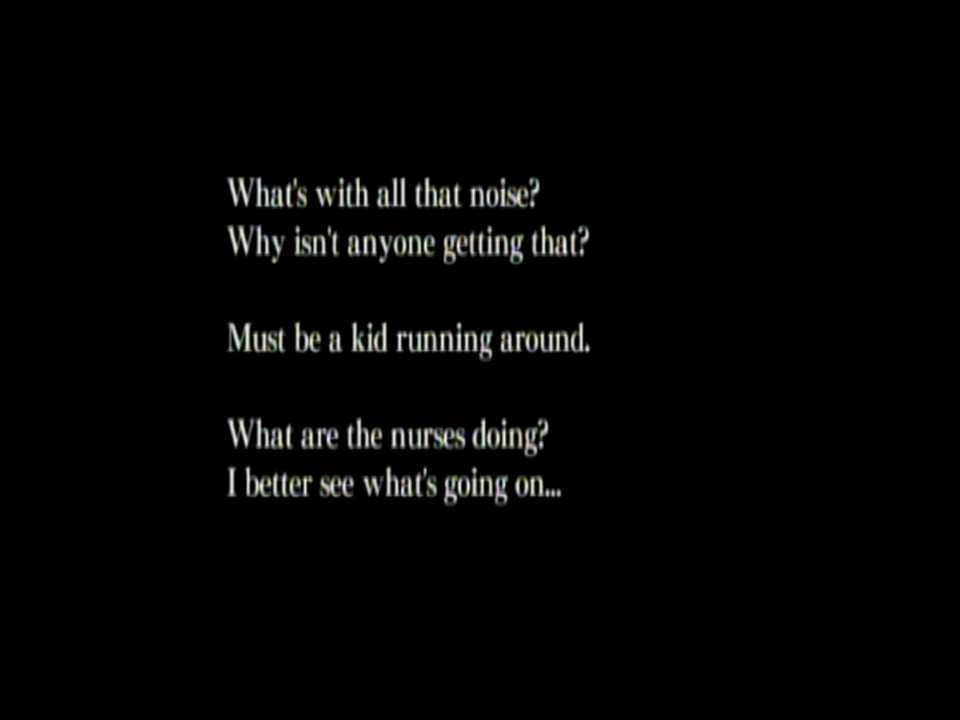 What's with all that noise?
Why isn't anyone getting that?
Must be a kid running around.
What are the nurses doing?
I better see what's going on...